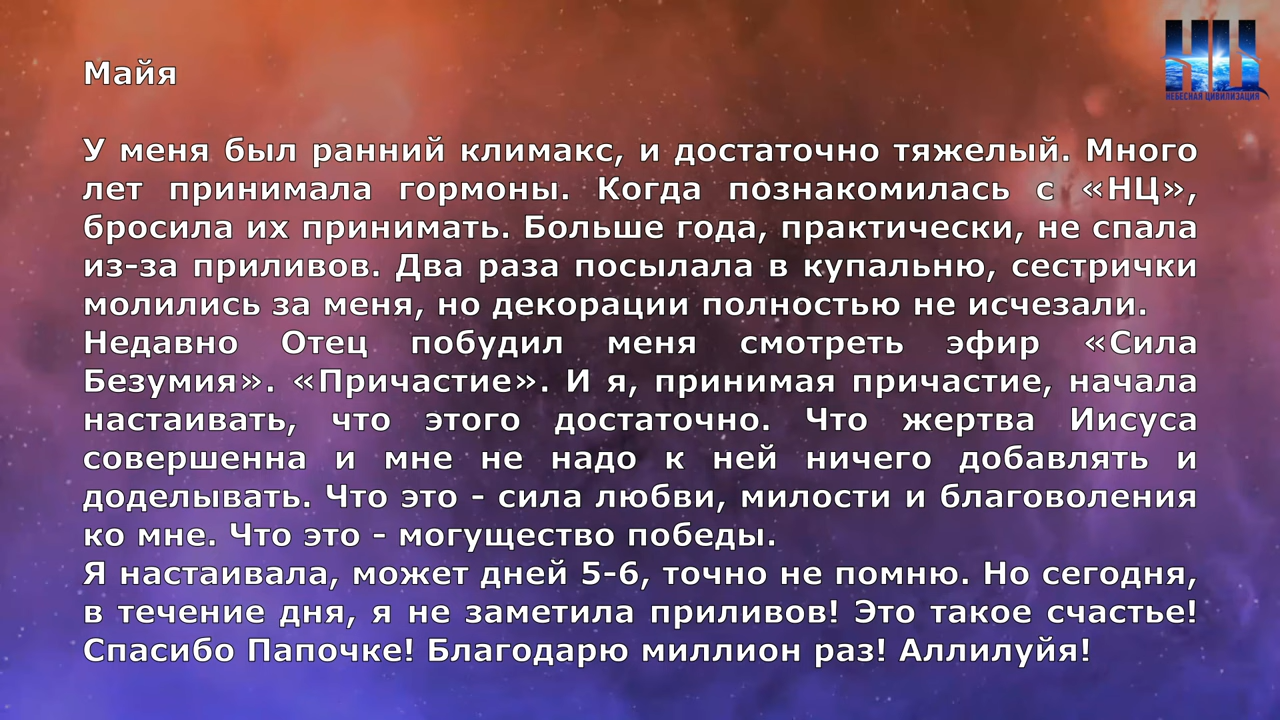 НЦ
НЕБЕСНАЯ ЦИВИЛИЗАЦИЯ
Майя
У меня был ранний климакс, и достаточно тяжелый. Много
лет принимала гормоны. Когда познакомилась с «НЦ»,
бросила их принимать. Больше года, практически, не спала
из-за приливов. Два раза посылала в купальню, сестрички
молились за меня, но декорации полностью не исчезали.
Недавно Отец побудил меня смотреть эфир «Сила
Безумия». «Причастие». И я, принимая причастие, начала
настаивать, что этого достаточно. Что жертва Иисуса
совершенна и мне не надо к ней ничего добавлять и
доделывать. Что это - сила любви, милости и благоволения
ко мне. Что это - могущество победы.
Я настаивала, может дней 5-6, точно не помню. Но сегодня,
в течение дня, я не заметила приливов! Это такое счастье!
Спасибо Папочке! Благодарю миллион раз! Аллилуйя!